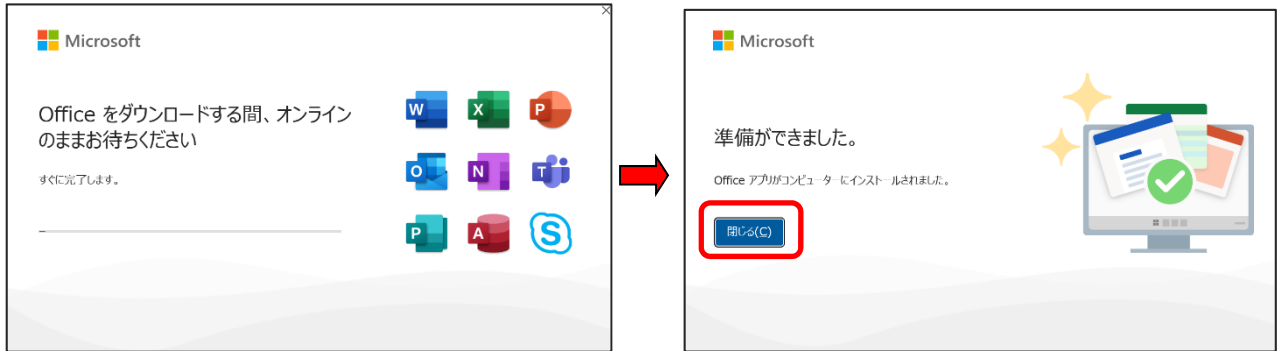 Microsoft
Office をダウンロードする間、オンライン
のままお待ちください
すぐに完了します。
W X P
O N T
P A S
Microsoft
準備ができました。
Office アプリがコンピューターにインストールされました。
閉じる(C)